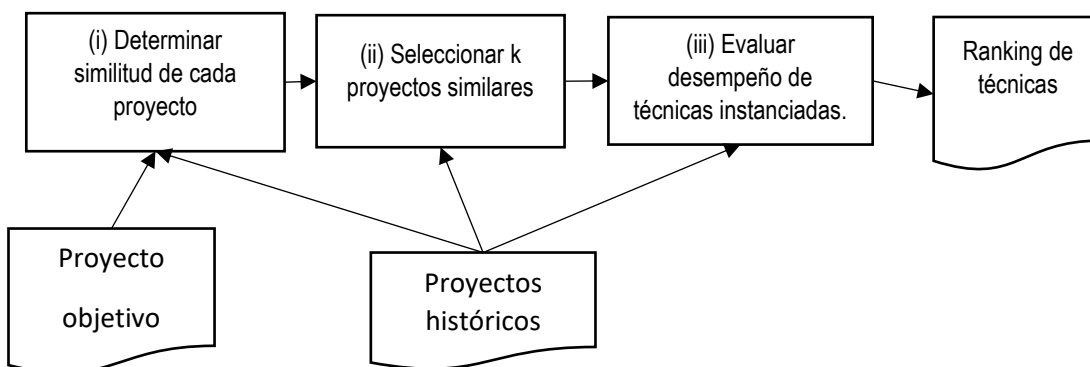 (i) Determinar
similitud de cada
proyecto
(ii) Seleccionar k
proyectos similares
(iii) Evaluar
desempeño de
técnicas instanciadas.
Ranking de
técnicas
Proyecto
objetivo
Proyectos
históricos